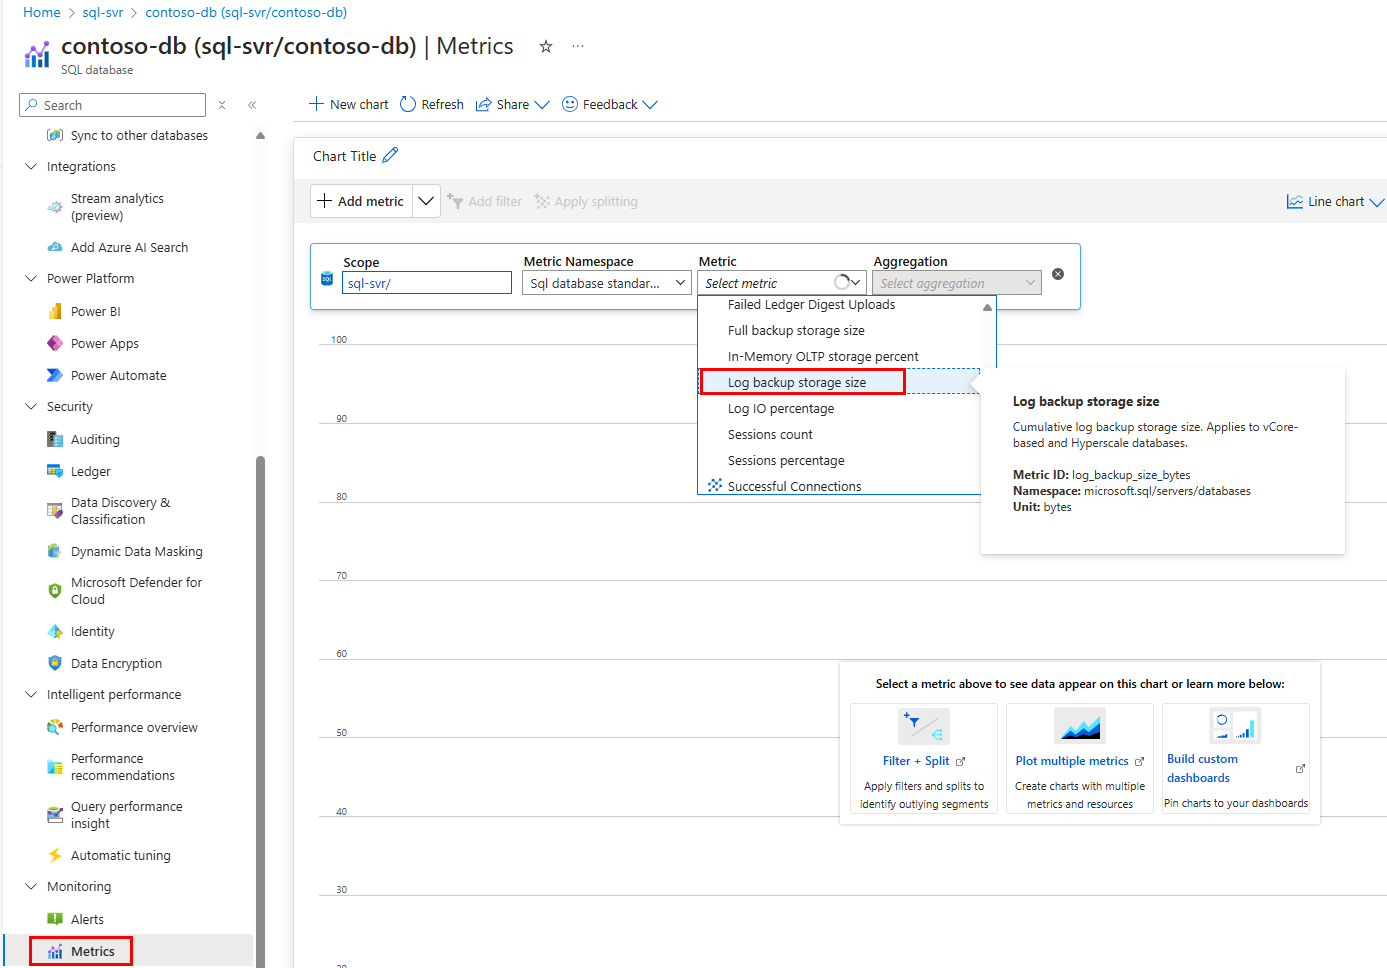 Home > sql-svr > contoso-db (sql-svr/contoso-db)
contoso-db (sql-svr/contoso-db) | Metrics
SQL database
Search
Sync to other databases
Integrations
Stream analytics
(preview)
Add Azure AI Search
Power Platform
Power BI
Power Apps
Power Automate
Security
Auditing
Ledger
Data Discovery &
Classification
Dynamic Data Masking
Microsoft Defender for
Cloud
Identity
Data Encryption
Intelligent performance
Performance overview
Performance
recommendations
Query performance
insight
Automatic tuning
Monitoring
Alerts
Metrics
New chart Refresh Share Feedback
Chart Title
Add metric Add filter Apply splitting Line chart
Scope Metric Namespace Metric Aggregation
SQL sql-svr/ Sql database standar... Select metric Select aggregation
Failed Ledger Digest Uploads
Full backup storage size
In-Memory OLTP storage percent
Log backup storage size
Log IO percentage
Sessions count
Sessions percentage
Successful Connections
Log backup storage size
Cumulative log backup storage size. Applies to vCore-
based and Hyperscale databases.
Metric ID: log_backup_size_bytes
Namespace: microsoft.sql/servers/databases
Unit: bytes
100
90
80
70
60
50
40
30
20
Select a metric above to see data appear on this chart or learn more below:
Filter + Split
Apply filters and splits to
identify outlying segments
Plot multiple metrics
Create charts with multiple
metrics and resources
Build custom
dashboards
Pin charts to your dashboards